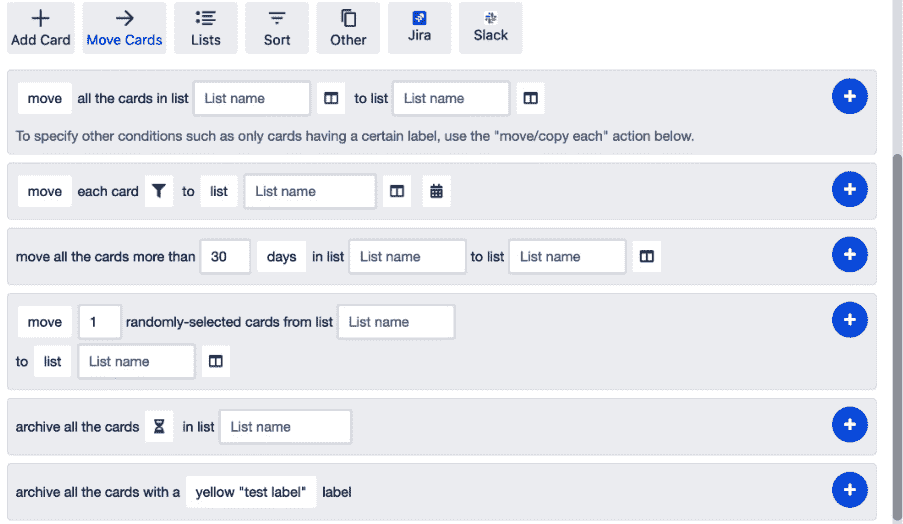 Add Card Move Cards Lists Sort Other Jira Slack
move all the cards in list List name to list List name
To specify other conditions such as only cards having a certain label, use the "move/copy each" action below.
move each card to list List name
move all the cards more than 30 days in list List name to list List name
move 1 randomly-selected cards from list List name
to list List name
archive all the cards in list List name
archive all the cards with a yellow "test label" label